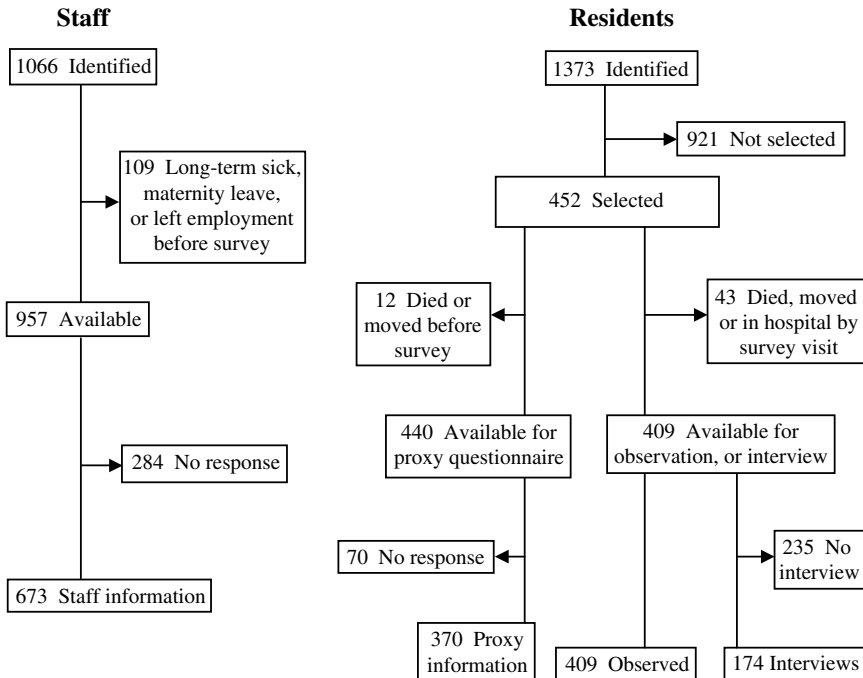 Staff
1066 Identified
109 Long-term sick,
maternity leave,
or left employment
before survey
957 Available
284 No response
673 Staff information
Residents
1373 Identified
921 Not selected
452 Selected
12 Died or
moved before
survey
43 Died, moved
or in hospital by
survey visit
440 Available for
proxy questionnaire
409 Available for
observation, or interview
70 No response
235 No
interview
370 Proxy
information
409 Observed
174 Interviews